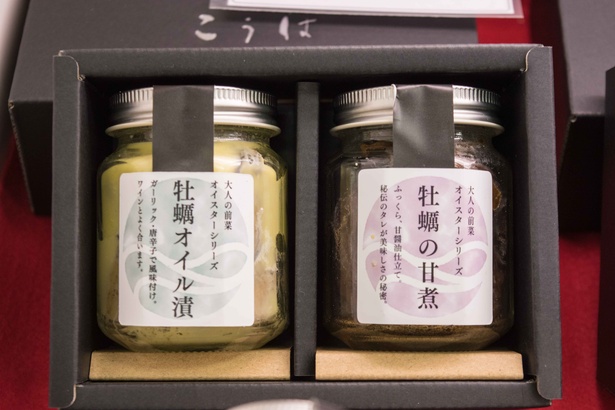 こうは
大人の前菜
オイスターシリーズ
牡蠣オイル漬
ガーリック・唐辛子で風味付け。
ワインとよく合います。
大人の前菜
オイスターシリーズ
牡蠣の甘煮
ふっくら、甘醤油仕立て。
秘伝のタレが美味しさの秘密。